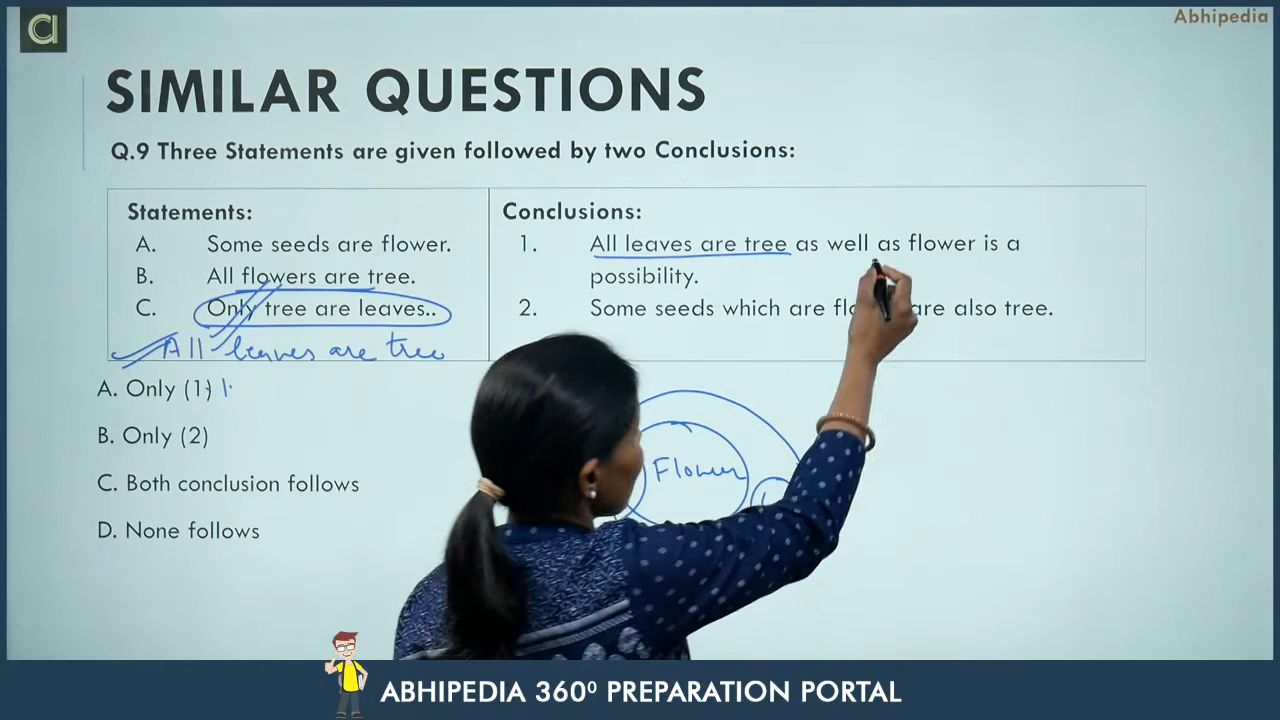 Abhipedia
SIMILAR QUESTIONS
Q.9 Three Statements are given followed by two Conclusions:
Statements:
A. Some seeds are flower.
B. All flowers are tree.
C. Only tree are leaves..
All leaves are tree
Conclusions:
1. All leaves are tree as well as flower is a
possibility.
2. Some seeds which are are also tree.
A. Only (1)
B. Only (2)
C. Both conclusion follows
D. None follows
Flower
ABHIPEDIA 360⁰ PREPARATION PORTAL